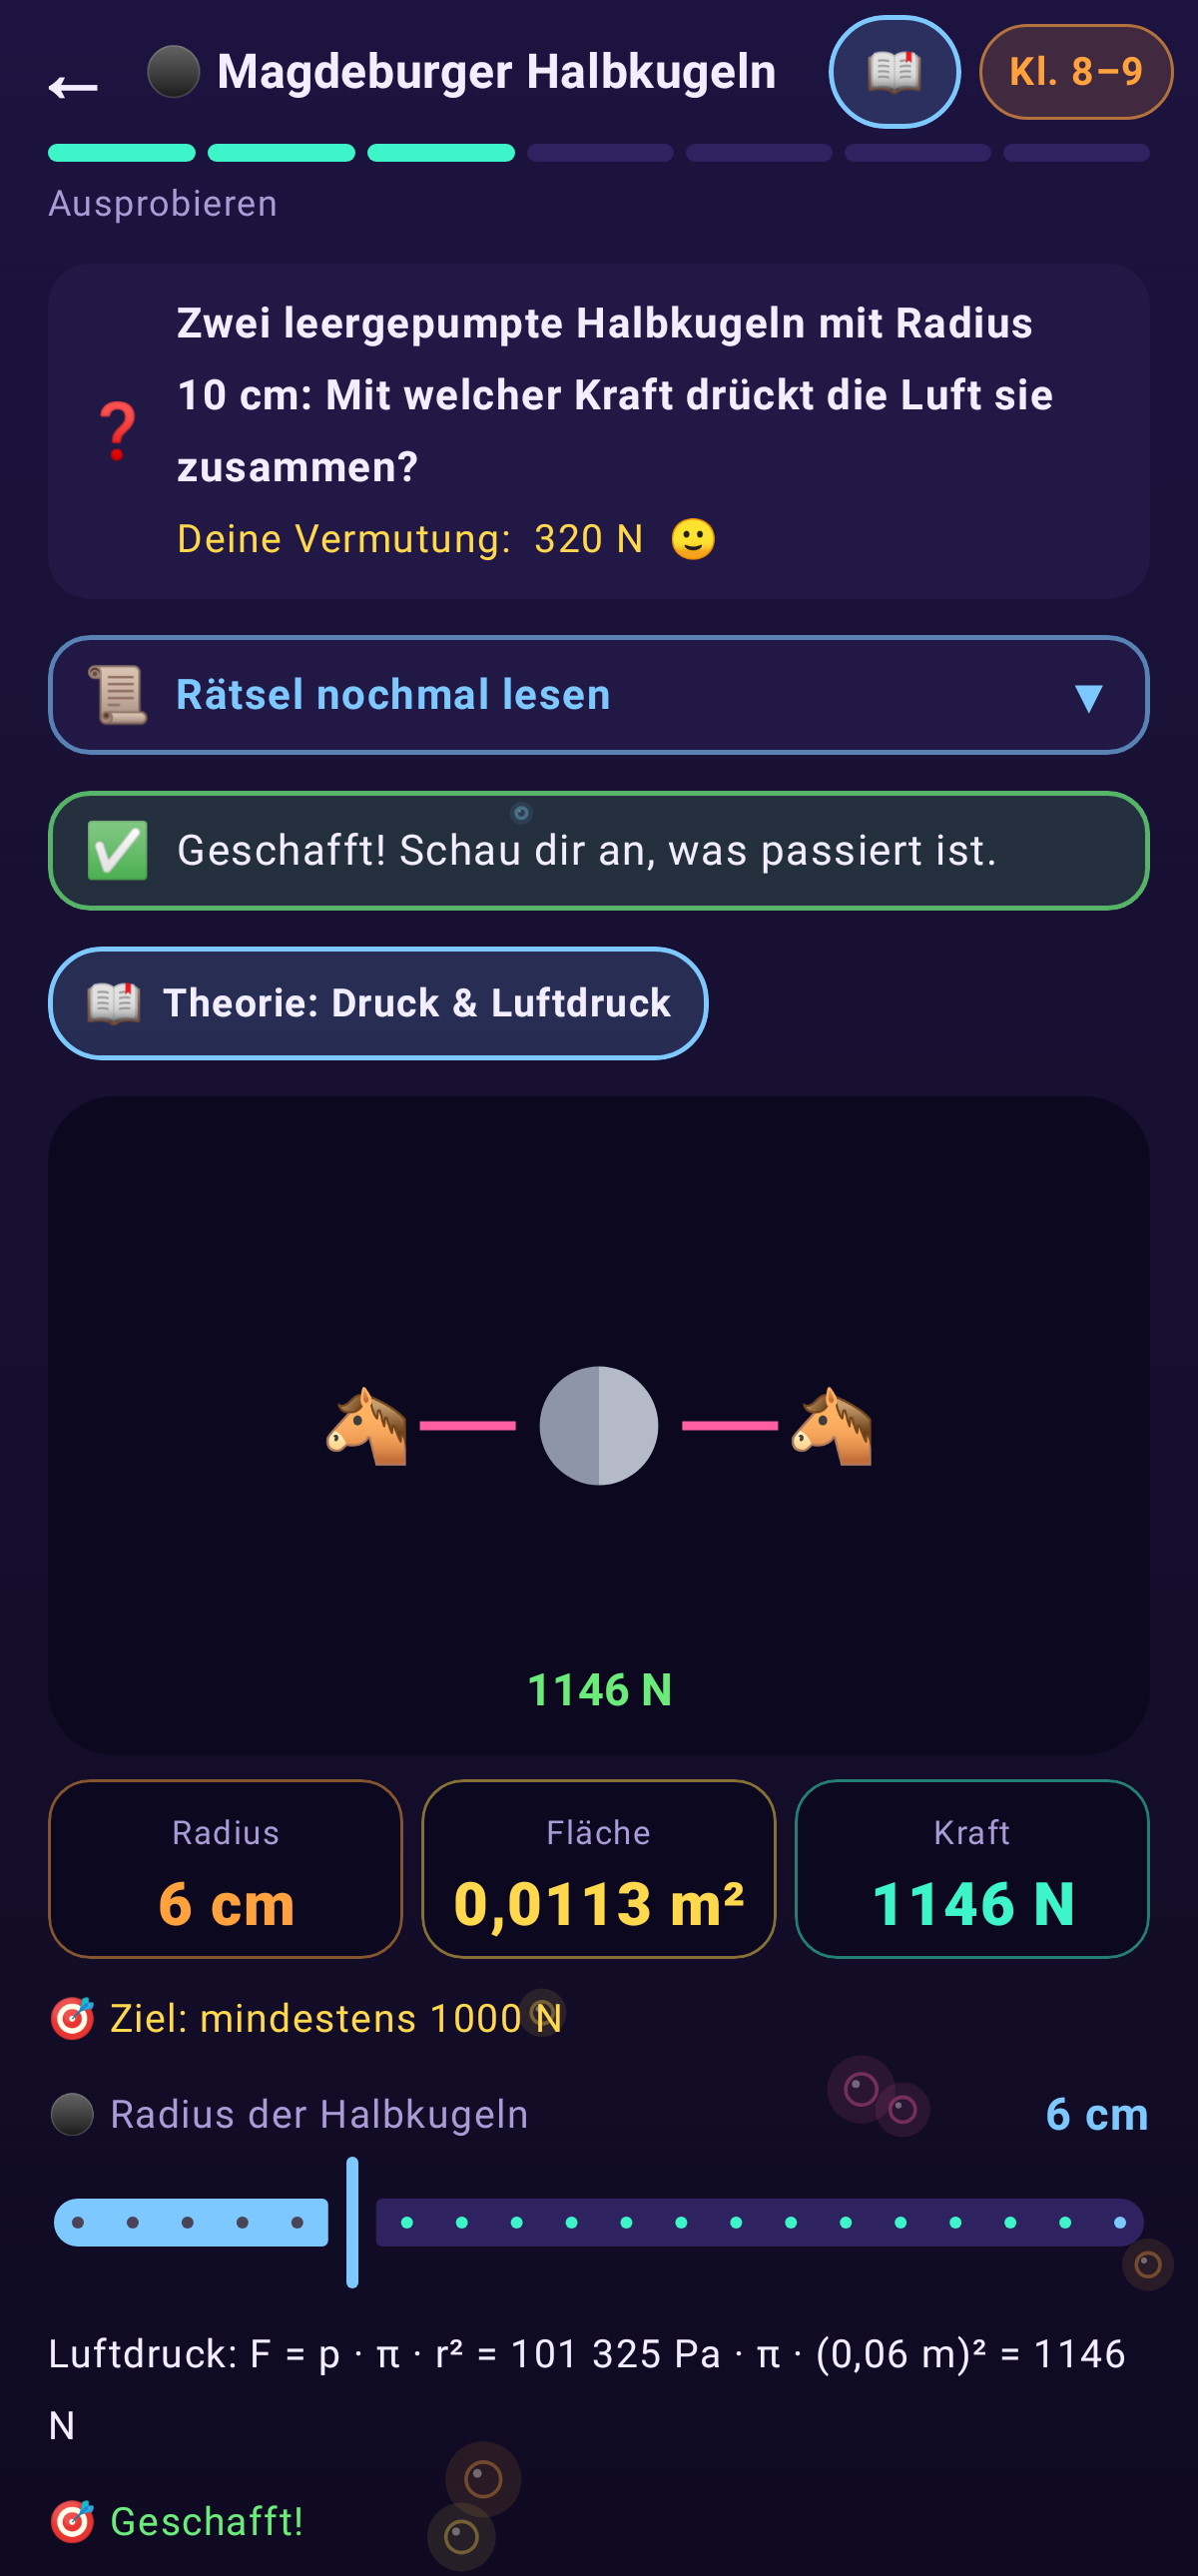 ← Magdeburger Halbkugeln Kl. 8–9
Ausprobieren
Zwei leergepumpte Halbkugeln mit Radius
10 cm: Mit welcher Kraft drückt die Luft sie
zusammen?
Deine Vermutung: 320 N
Rätsel nochmal lesen
Geschafft! Schau dir an, was passiert ist.
Theorie: Druck & Luftdruck
1146 N
Radius Fläche Kraft
6 cm 0,0113 m² 1146 N
Ziel: mindestens 1000 N
Radius der Halbkugeln 6 cm
Luftdruck: F = p · π · r² = 101 325 Pa · π · (0,06 m)² = 1146
N
Geschafft!